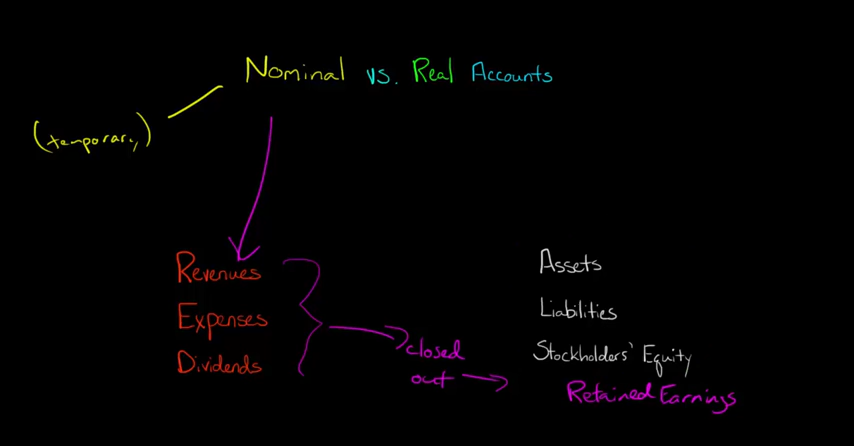 Nominal vs. Real Accounts
(temporary)
Revenues
Expenses
Dividends
closed
out
Assets
Liabilities
Stockholders' Equity
Retained Earnings